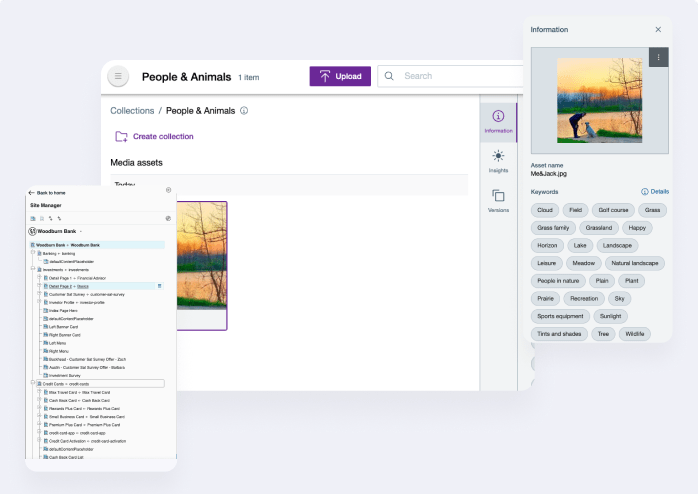 People & Animals 1 item
Upload
Search
Collections / People & Animals
Create collection
Media assets
Today
Information
Insights
Versions
Information
Asset name
Me&Jack.jpg
Keywords
Details
Cloud Field Golf course Grass
Grass family Grassland Happy
Horizon Lake Landscape
Leisure Meadow Natural landscape
People in nature Plain Plant
Prairie Recreation Sky
Sports equipment Sunlight
Tints and shades Tree Wildlife
Back to home
Site Manager
Woodburn Bank
Woodburn Bank > Woodburn Bank
Banking > banking
defaultContentPlaceholder
Investments > investments
Detail Page 1 > Financial Advisor
Detail Page 2 >
Customer Sat Survey > customer-sat-survey
Investor Profile > investor-profile
Index Page Hero
defaultContentPlaceholder
Left Banner Card
Right Banner Card
Left Menu
Right Menu
Buckhead - Customer Sat Survey Offer - Zach
Austin - Customer Sat Survey Offer - Barbara
Investment Survey
Credit Cards > credit-cards
Max Travel Card > Max Travel Card
Cash Back Card > Cash Back Card
Rewards Plus Card > Rewards Plus Card
Small Business Card > Small Business Card
Premium Plus Card > Premium Plus Card
credit-card-app > credit-card-app
Credit Card Activation > credit-card-activation
defaultContentPlaceholder
Cash Back Card List